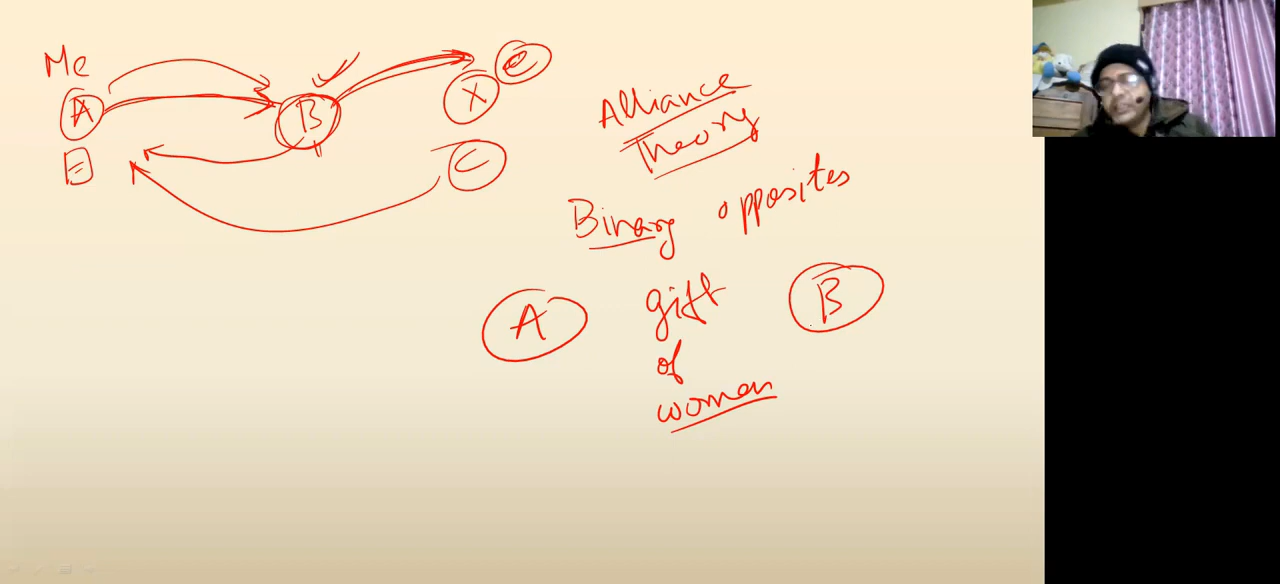 Me
A
B
X
C
E
C
Alliance
Theory
Binary opposites
A
gift
of
women
B